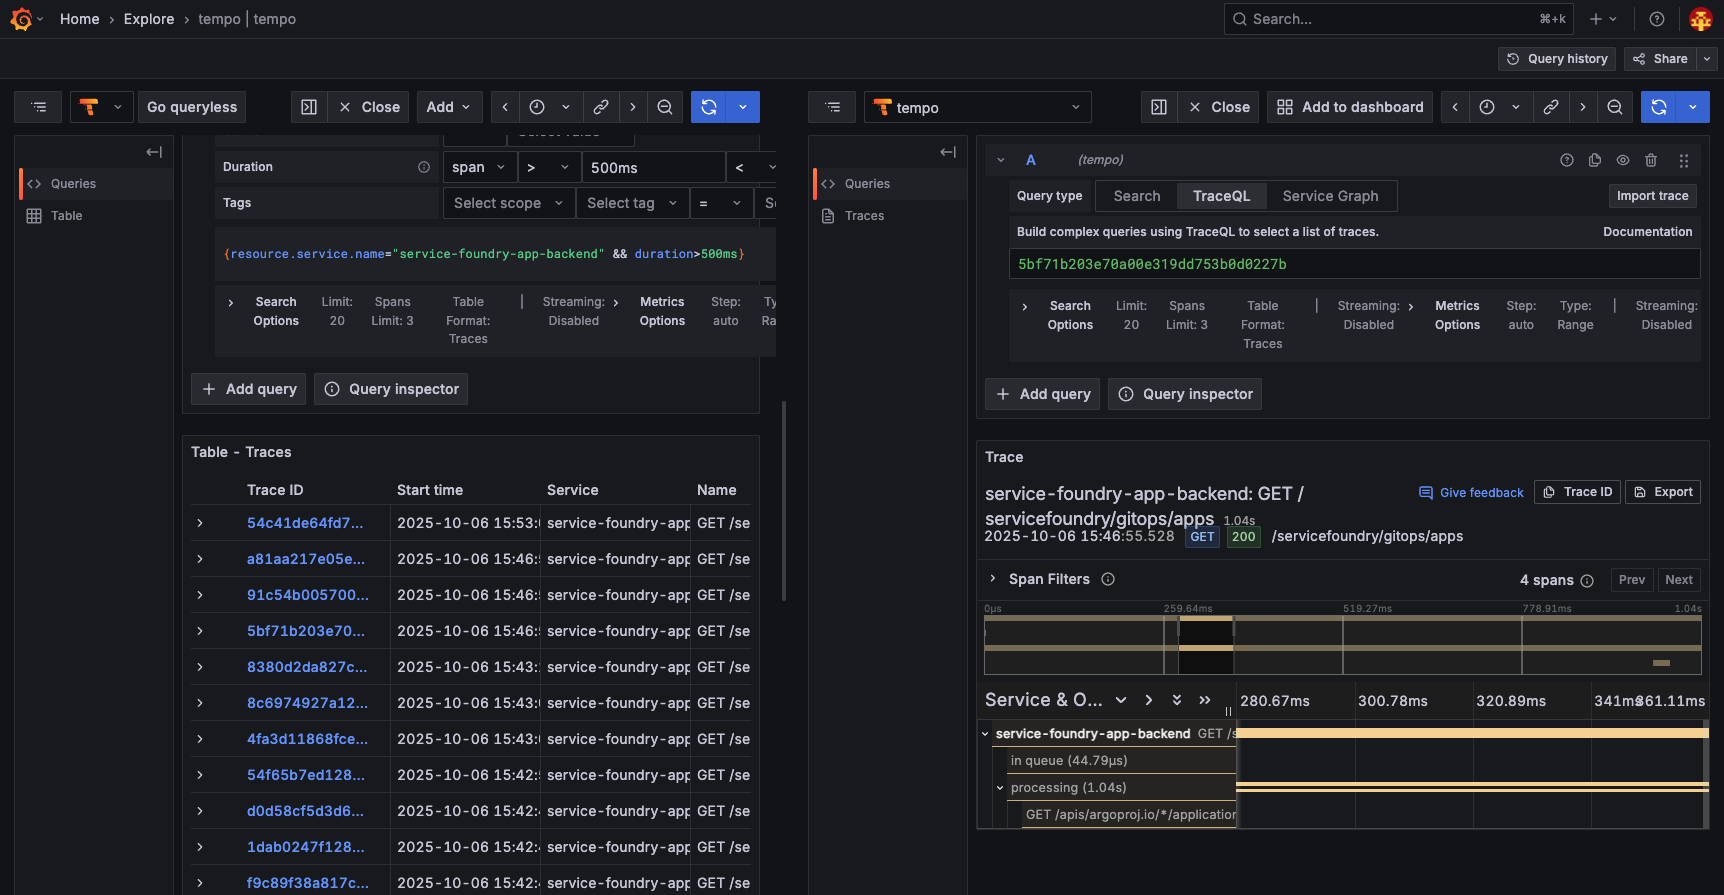 Home › Explore › tempo | tempo
Search...
⌘+k
Query history
Share
Go queryless
Close
Add
tempo
Close
Add to dashboard
Queries
Table
Duration
span
>
500ms
<
Tags
Select scope
Select tag
=
{resource.service.name="service-foundry-app-backend" && duration>500ms}
Search Options
Limit: 20
Spans Limit: 3
Table Format: Traces
|
Streaming: Disabled
Metrics Options
Step: auto
Add query
Query inspector
Table - Traces
Trace ID Start time Service Name
54c41de64fd7... 2025-10-06 15:53: service-foundry-app GET /se
a81aa217e05e... 2025-10-06 15:46: service-foundry-app GET /se
91c54b005700... 2025-10-06 15:46: service-foundry-app GET /se
5bf71b203e70... 2025-10-06 15:46: service-foundry-app GET /se
8380d2da827c... 2025-10-06 15:43: service-foundry-app GET /se
8c6974927a12... 2025-10-06 15:43: service-foundry-app GET /se
4fa3d11868fce... 2025-10-06 15:43: service-foundry-app GET /se
54f65b7ed128... 2025-10-06 15:42: service-foundry-app GET /se
d0d58cf5d3d6... 2025-10-06 15:42: service-foundry-app GET /se
1dab0247f128... 2025-10-06 15:42: service-foundry-app GET /se
f9c89f38a817c... 2025-10-06 15:42: service-foundry-app GET /se
Queries
Traces
A (tempo)
Query type
Search
TraceQL
Service Graph
Import trace
Build complex queries using TraceQL to select a list of traces.
Documentation
5bf71b203e70a00e319dd753b0d0227b
Search Options
Limit: 20
Spans Limit: 3
Table Format: Traces
|
Streaming: Disabled
Metrics Options
Step: auto
Type: Range
|
Streaming: Disabled
Add query
Query inspector
Trace
service-foundry-app-backend: GET /
servicefoundry/gitops/apps 1.04s
Give feedback
Trace ID
Export
2025-10-06 15:46:55.528 GET 200 /servicefoundry/gitops/apps
Span Filters
4 spans
Prev
Next
0μs 259.64ms 519.27ms 778.91ms 1.04s
Service & O...
280.67ms 300.78ms 320.89ms 341ms 361.11ms
service-foundry-app-backend GET /s
in queue (44.79μs)
processing (1.04s)
GET /apis/argoproj.io/*/application